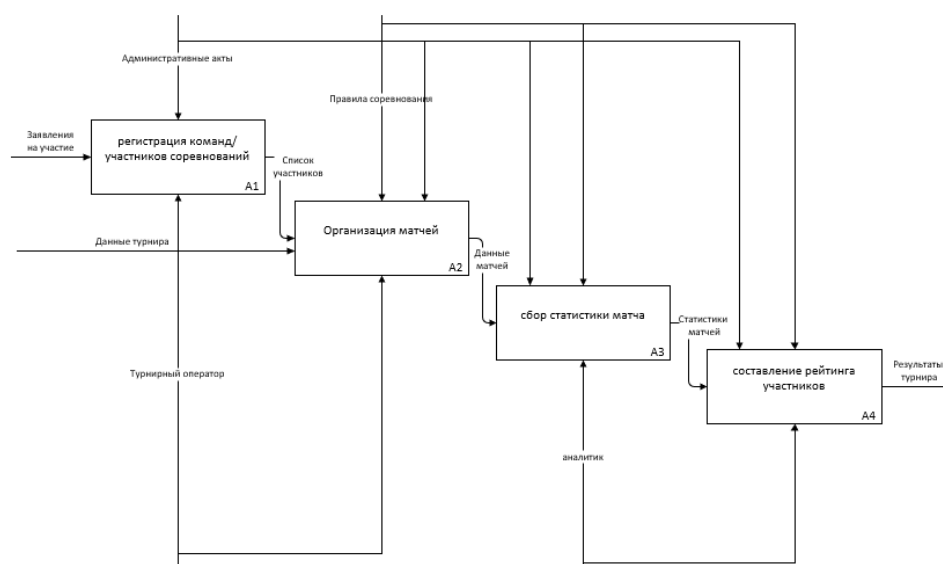 Административные акты
Правила соревнования
Заявления
на участие
регистрация команд/
участников соревнований
A1
Список
участников
Организация матчей
A2
Данные турнира
Данные
матчей
сбор статистики матча
A3
Статистики
матчей
Турнирный оператор
составление рейтинга
участников
A4
Результаты
турнира
аналитик